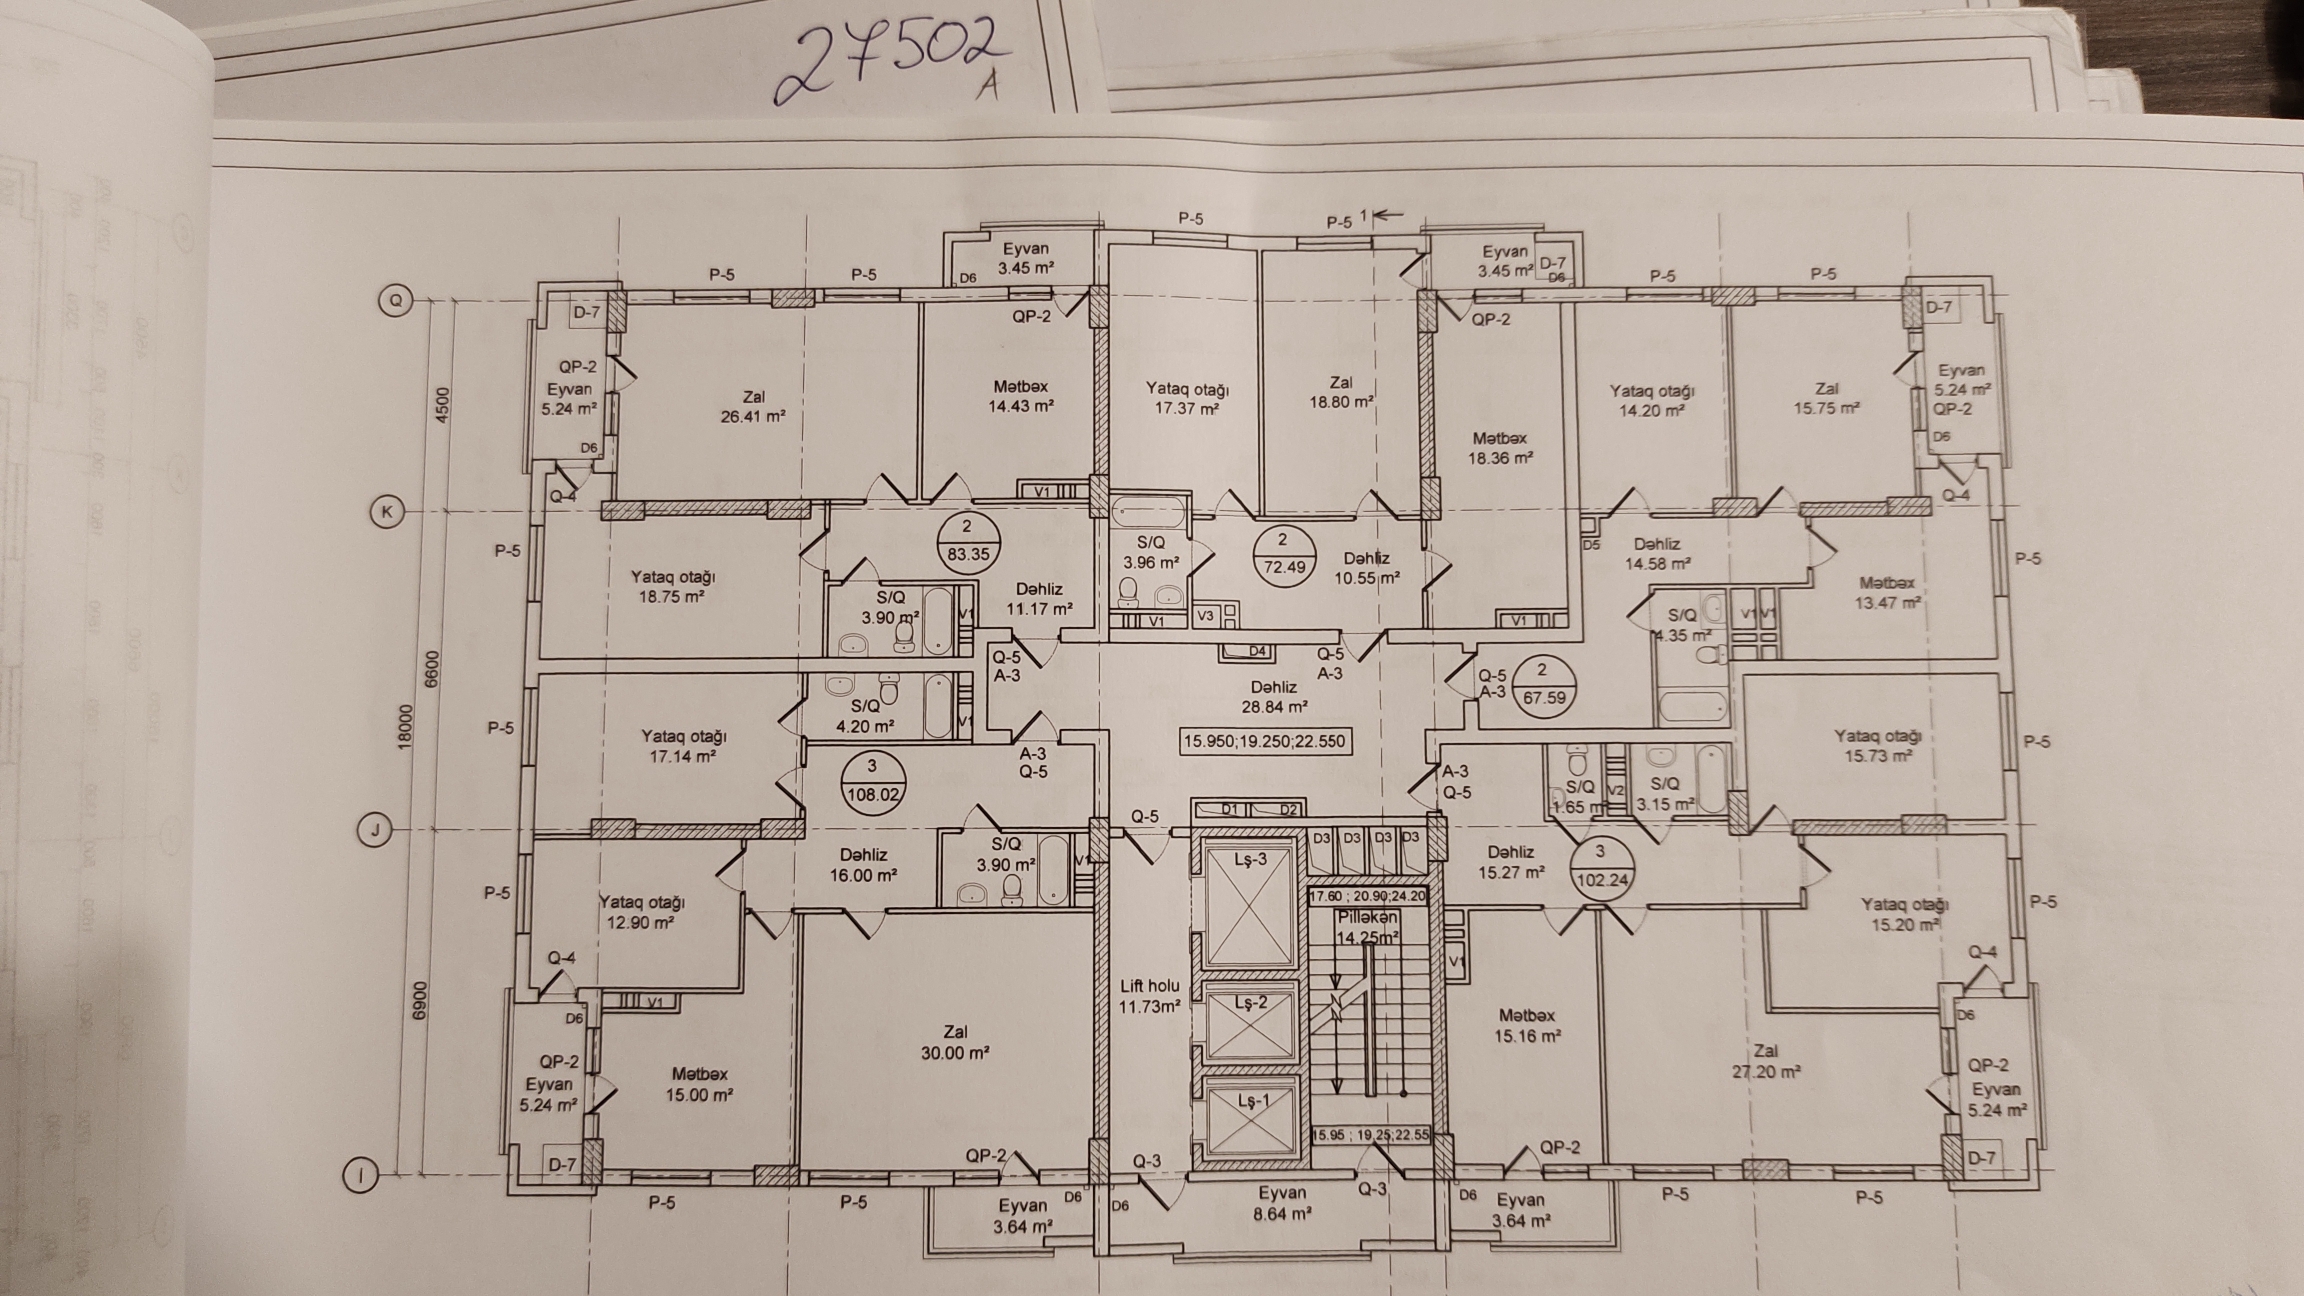 27502
A
P-5
P-5
1
Eyvan
3.45 m²
D6
Eyvan
3.45 m²
D-7
D6
P-5
P-5
P-5
P-5
Q
D-7
QP-2
QP-2
D-7
QP-2
Eyvan
5.24 m²
D6
Q-4
Zal
26.41 m²
Mətbəx
14.43 m²
V1
Yataq otağı
17.37 m²
Zal
18.80 m²
Mətbəx
18.36 m²
Yataq otağı
14.20 m²
Zal
15.75 m²
Eyvan
5.24 m²
QP-2
D6
Q-4
4500
K
P-5
Yataq otağı
18.75 m²
2
83.35
S/Q
3.90 m²
V1
Dəhliz
11.17 m²
S/Q
3.96 m²
V1
V3
2
72.49
Dəhliz
10.55 m²
V1
D5
Dəhliz
14.58 m²
S/Q
4.35 m²
V1
V1
Mətbəx
13.47 m²
P-5
6600
18000
Q-5
A-3
D4
Q-5
A-3
Q-5
A-3
2
67.59
P-5
Yataq otağı
17.14 m²
S/Q
4.20 m²
V1
Dəhliz
28.84 m²
15.950;19.250;22.550
Yataq otağı
15.73 m²
P-5
3
108.02
A-3
Q-5
A-3
Q-5
S/Q
1.65 m
V2
S/Q
3.15 m²
J
Q-5
D1
D2
D3
D3
D3
D3
P-5
Yataq otağı
12.90 m²
Dəhliz
16.00 m²
S/Q
3.90 m²
V1
Lş-3
17.60 ; 20.90;24.20
Pilləkən
14.25m²
Dəhliz
15.27 m²
3
102.24
Yataq otağı
15.20 m²
P-5
Q-4
Q-4
V1
V1
6900
D6
QP-2
Eyvan
5.24 m²
D-7
Mətbəx
15.00 m²
Zal
30.00 m²
Lift holu
11.73m²
Lş-2
Lş-1
15.95 ; 19.25;22.55
Mətbəx
15.16 m²
Zal
27.20 m²
D6
QP-2
Eyvan
5.24 m²
D-7
I
QP-2
Q-3
Q-3
QP-2
P-5
P-5
Eyvan
3.64 m²
D6
D6
Eyvan
8.64 m²
D6
Eyvan
3.64 m²
P-5
P-5